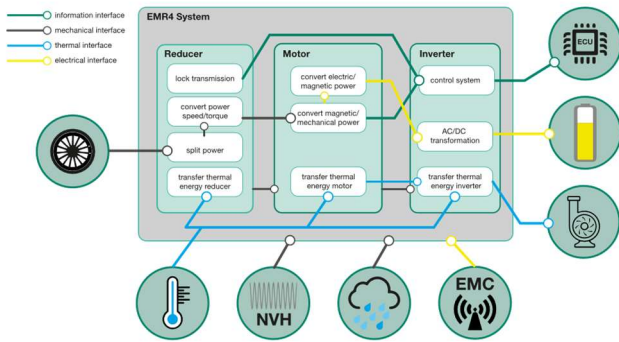 information interface
mechanical interface
thermal interface
electrical interface
EMR4 System
Reducer
Motor
Inverter
lock transmission
convert power
speed/torque
split power
transfer thermal
energy reducer
convert electric/
magnetic power
convert magnetic/
mechanical power
transfer thermal
energy motor
control system
AC/DC
transformation
transfer thermal
energy inverter
ECU
NVH
EMC